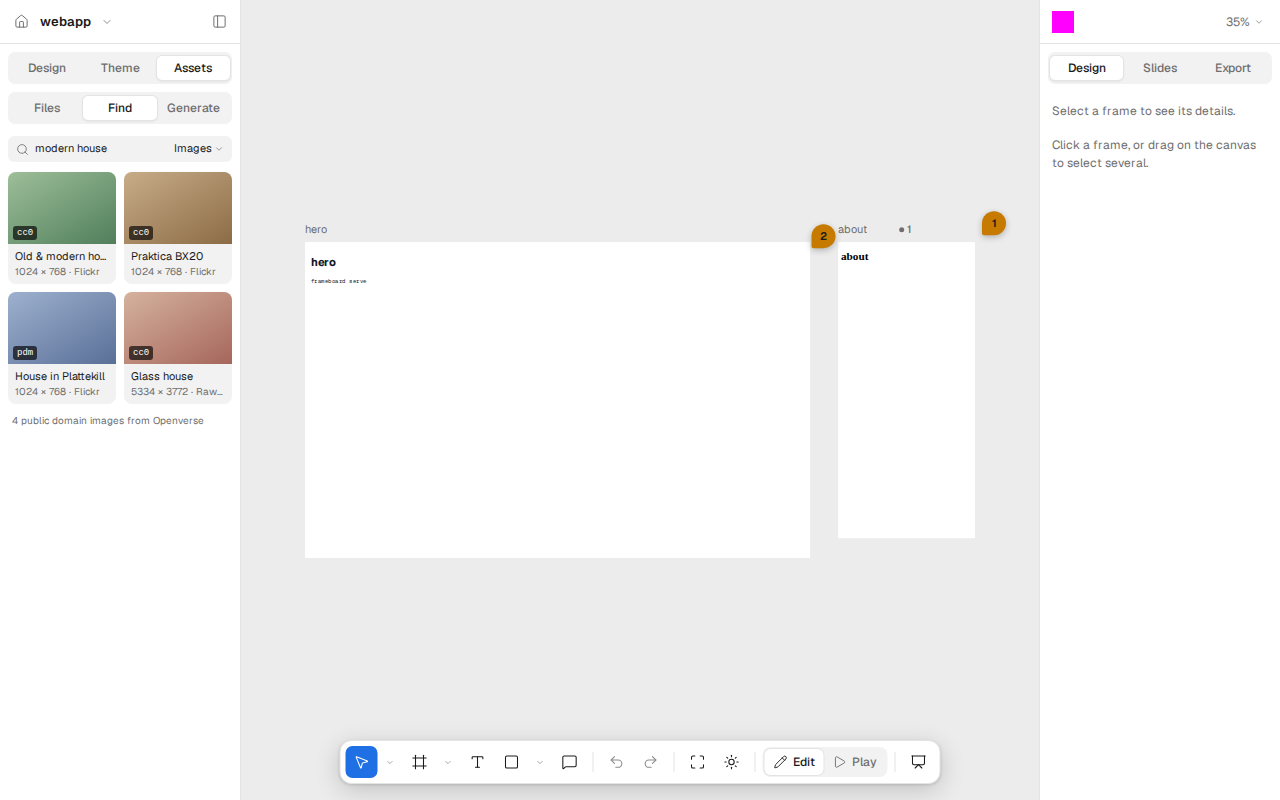 webapp
35%
Design
Theme
Assets
Design
Slides
Export
Files
Find
Generate
Select a frame to see its details.
Click a frame, or drag on the canvas
to select several.
modern house
Images
cc0
cc0
Old & modern ho...
Praktica BX20
1024 × 768 · Flickr
1024 × 768 · Flickr
pdm
cc0
House in Plattekill
Glass house
1024 × 768 · Flickr
5334 × 3772 · Raw...
4 public domain images from Openverse
hero
2
about
1
1
hero
about
frameboard serve
Edit
Play